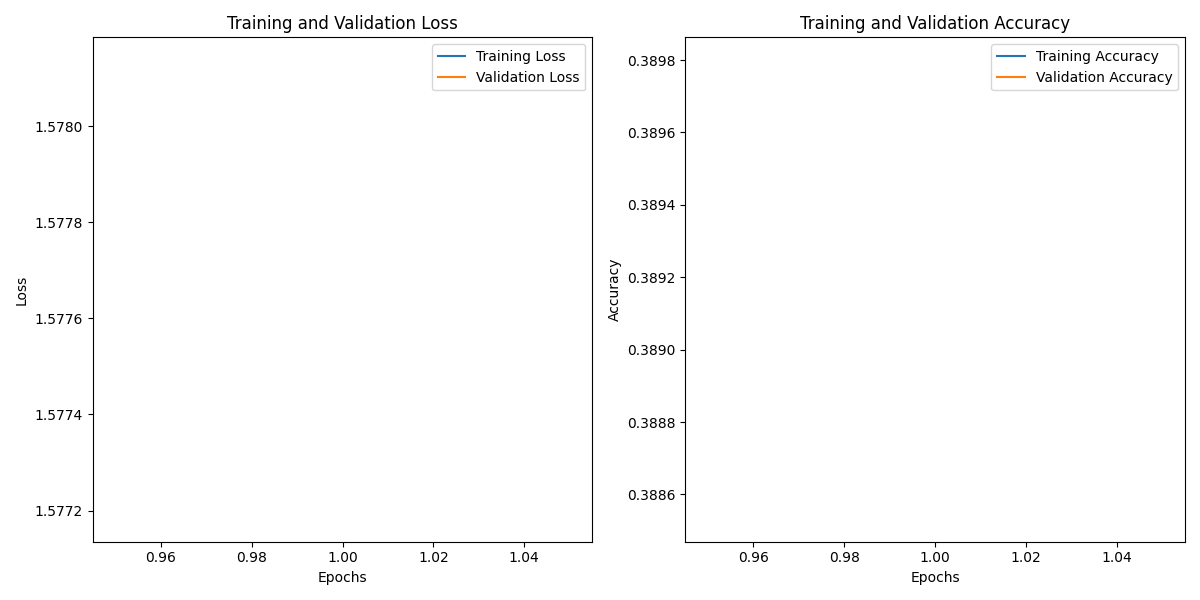 Training and Validation Loss
Training Loss
Validation Loss
1.5780
1.5778
1.5776
1.5774
1.5772
Loss
0.96 0.98 1.00 1.02 1.04
Epochs
Training and Validation Accuracy
Training Accuracy
Validation Accuracy
0.3898
0.3896
0.3894
0.3892
0.3890
0.3888
0.3886
Accuracy
0.96 0.98 1.00 1.02 1.04
Epochs